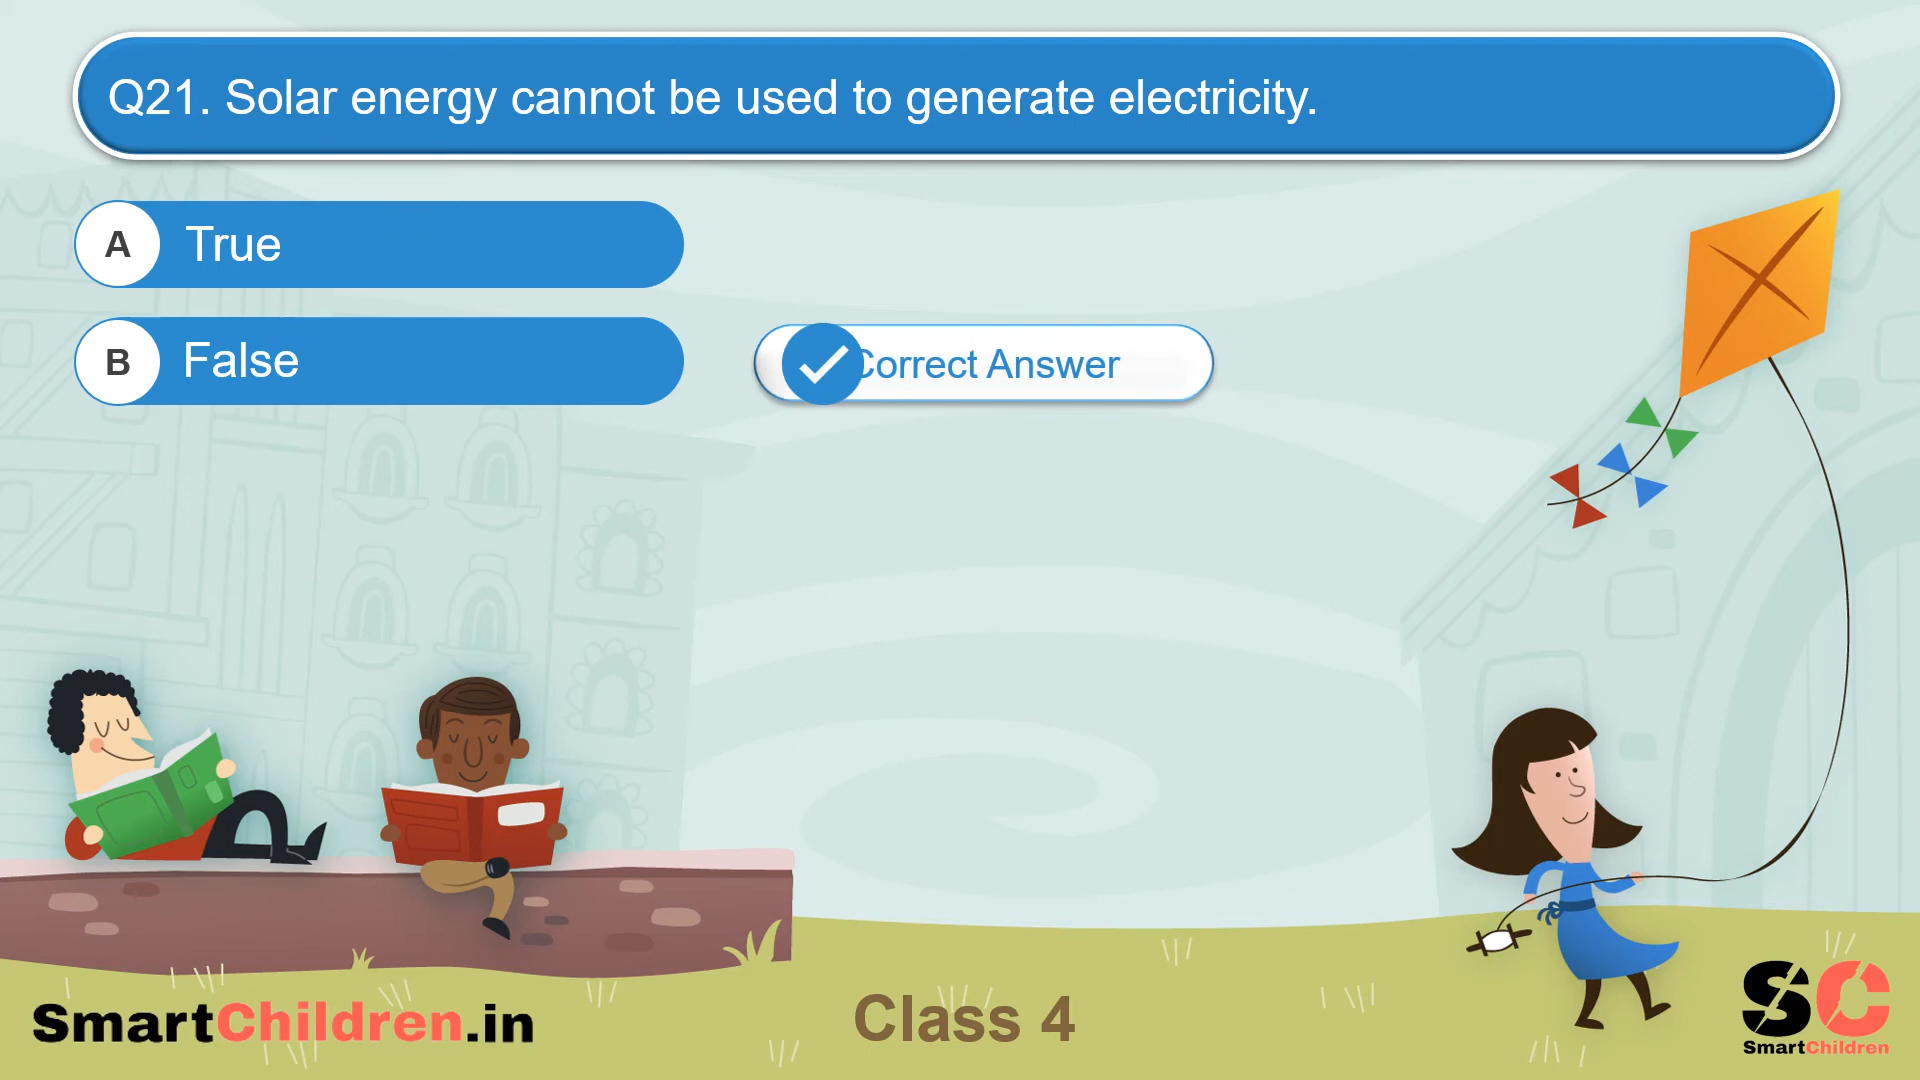 Q21. Solar energy cannot be used to generate electricity.
A True
B False
Correct Answer
SmartChildren.in
Class 4
SC
SmartChildren